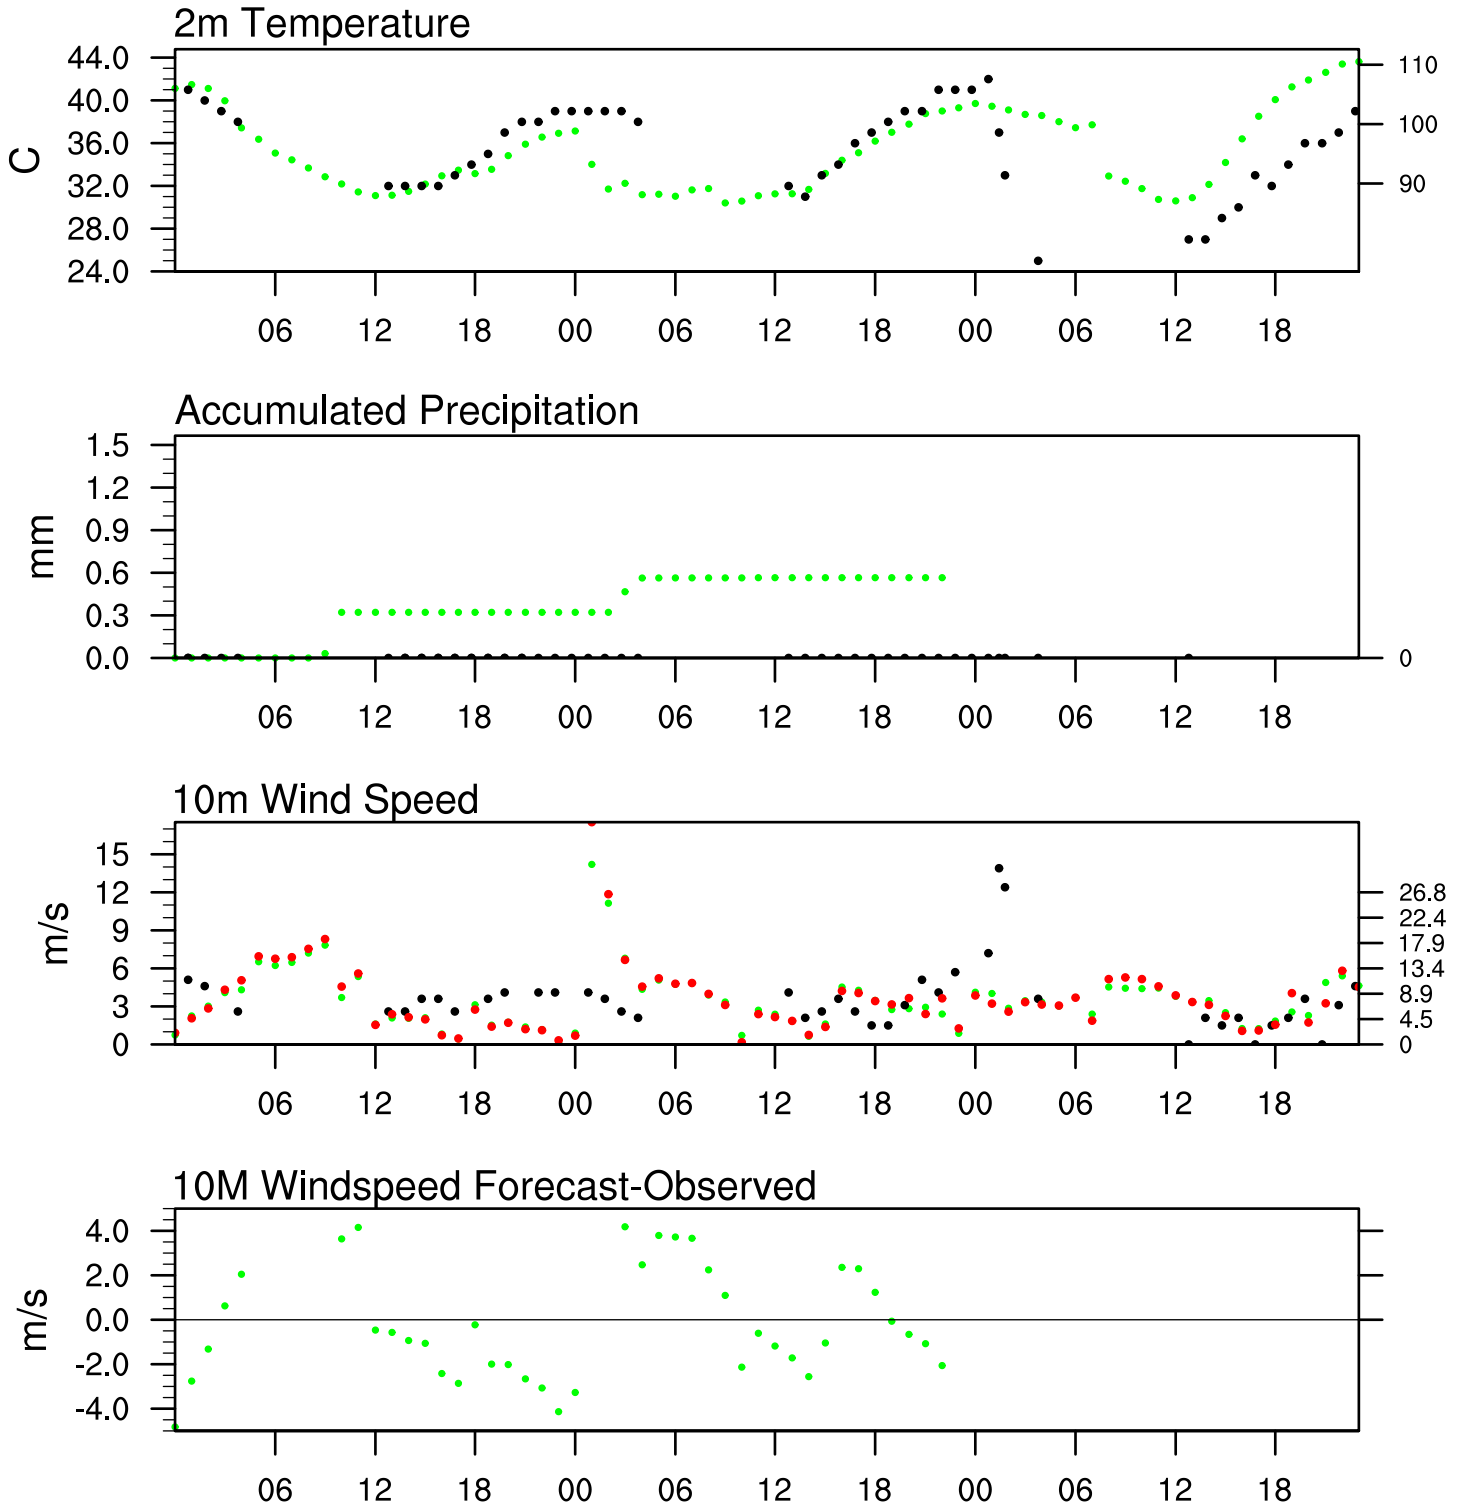 2m Temperature
44.0
40.0
36.0
32.0
28.0
24.0
C
110
100
90
06 12 18 00 06 12 18 00 06 12 18
Accumulated Precipitation
1.5
1.2
0.9
0.6
0.3
0.0
mm
0
06 12 18 00 06 12 18 00 06 12 18
10m Wind Speed
15
12
9
6
3
0
m/s
26.8
22.4
17.9
13.4
8.9
4.5
0
06 12 18 00 06 12 18 00 06 12 18
10M Windspeed Forecast-Observed
4.0
2.0
0.0
-2.0
-4.0
m/s
06 12 18 00 06 12 18 00 06 12 18